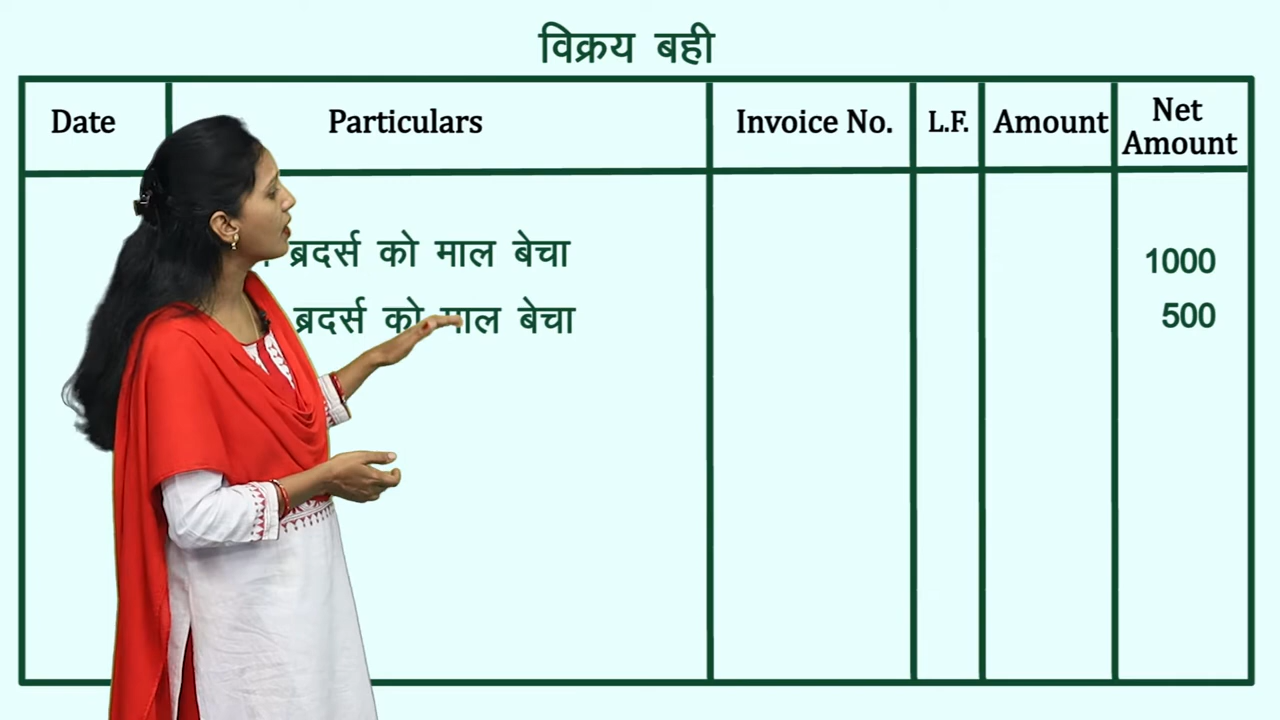 विक्रय बही
Date Particulars Invoice No. L.F. Amount Net Amount
ब्रदर्स को माल बेचा 1000
ब्रदर्स को माल बेचा 500